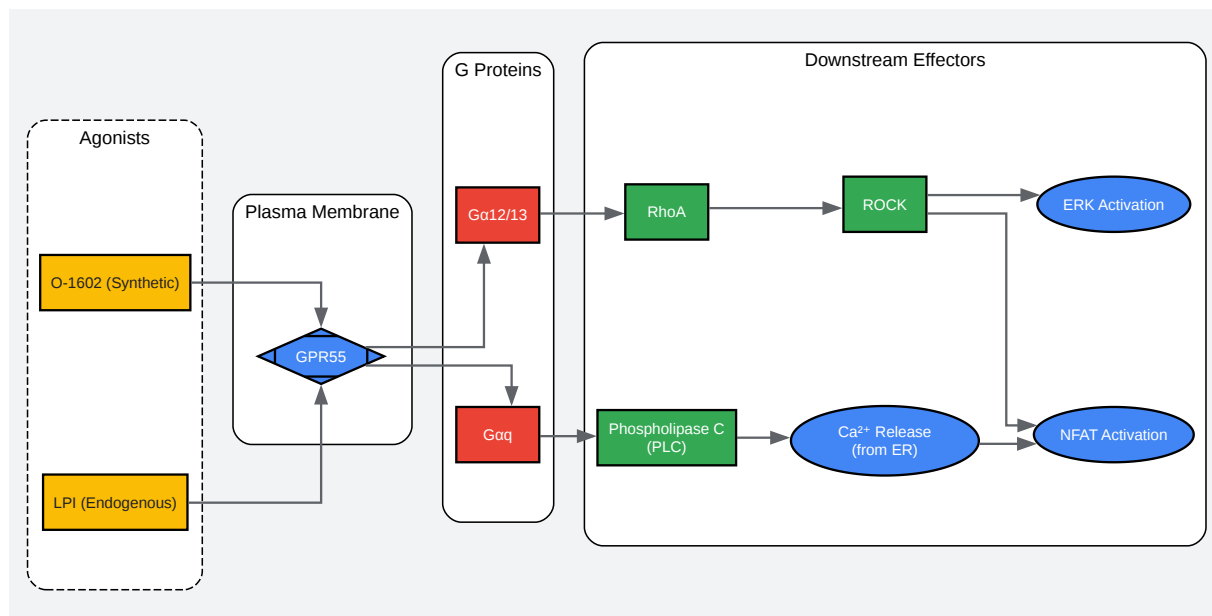 Agonists
O-1602 (Synthetic)
LPI (Endogenous)
Plasma Membrane
GPR55
G Proteins
Gα12/13
Gαq
Downstream Effectors
RhoA
ROCK
ERK Activation
Phospholipase C
(PLC)
Ca²⁺ Release
(from ER)
NFAT Activation